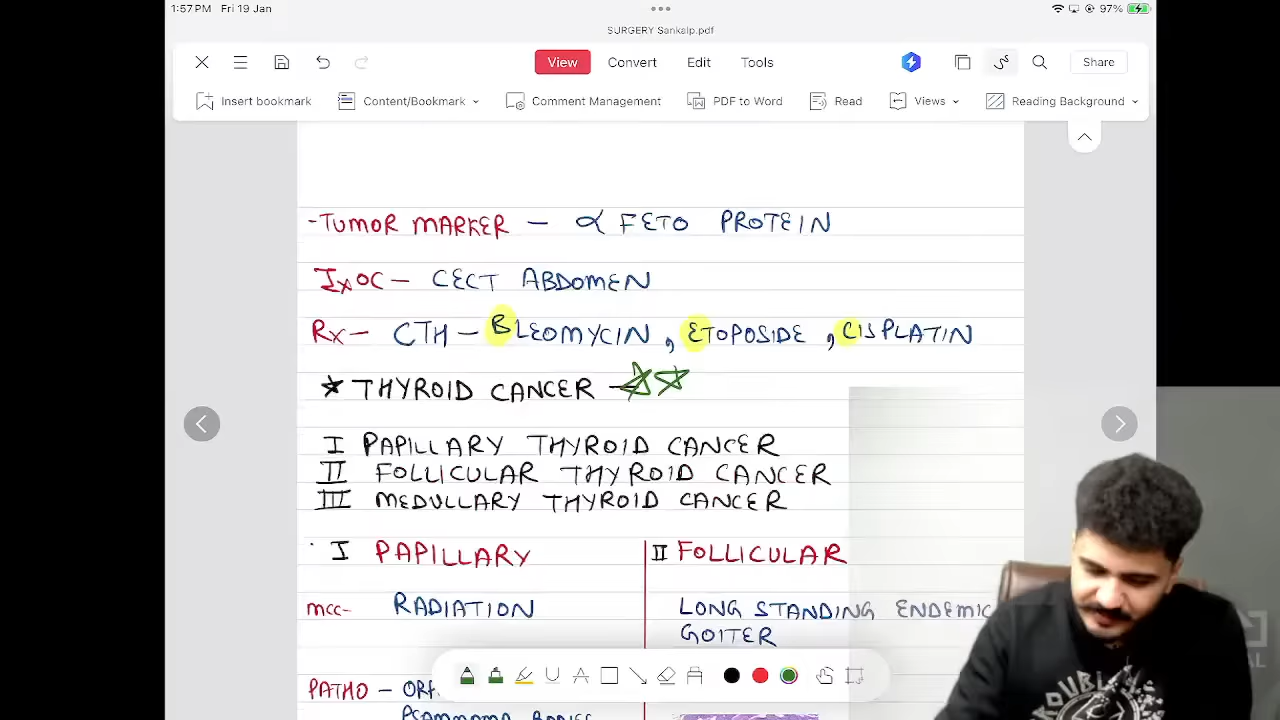 1:57 PM Fri 19 Jan
97%
SURGERY Sankalp.pdf
View Convert Edit Tools
Share
Insert bookmark Content/Bookmark Comment Management PDF to Word Read Views Reading Background
-TUMOR MARKER – α FETO PROTEIN
IxOC – CECT ABDOMEN
Rx – CTH – BLEOMYCIN, ETOPOSIDE, CISPLATIN
★ THYROID CANCER –
I PAPILLARY THYROID CANCER
II FOLLICULAR THYROID CANCER
III MEDULLARY THYROID CANCER
I PAPILLARY
II FOLLICULAR
mcc- RADIATION
LONG STANDING ENDEMIC
GOITER
PATHO –